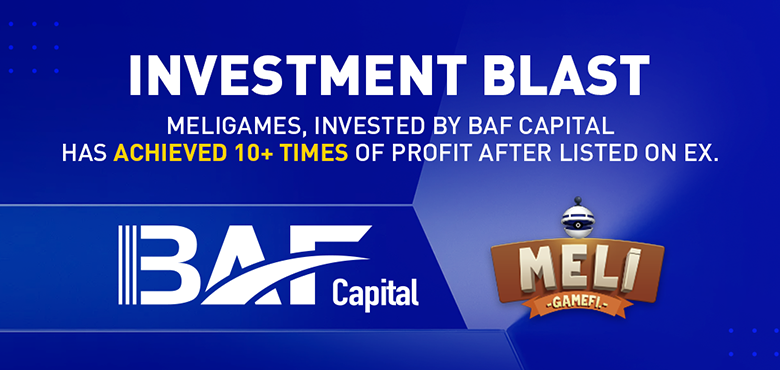 INVESTMENT BLAST
MELIGAMES, INVESTED BY BAF CAPITAL
HAS ACHIEVED 10+ TIMES OF PROFIT AFTER LISTED ON EX.
BAF Capital
MELI
-GAMEFI.-